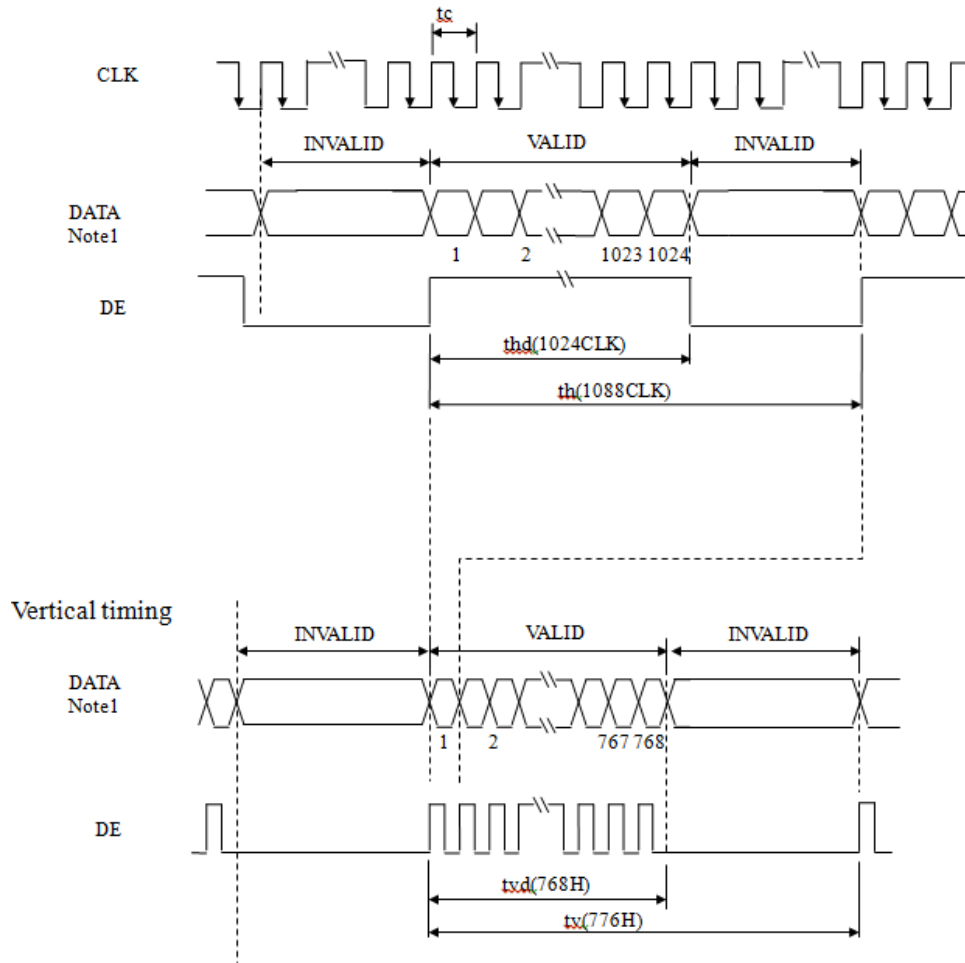 tc
CLK
INVALID VALID INVALID
DATA
Note1
1 2 1023 1024
DE
thd(1024CLK)
th(1088CLK)
Vertical timing
INVALID VALID INVALID
DATA
Note1
1 2 767 768
DE
tvd(768H)
tv(776H)